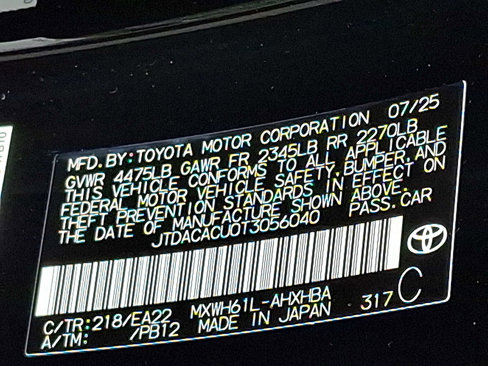 MFD. BY: TOYOTA MOTOR CORPORATION 07/25
GVWR 4475LB GAWR FR 2345LB RR 2270LB
THIS VEHICLE CONFORMS TO ALL APPLICABLE
FEDERAL MOTOR VEHICLE SAFETY, BUMPER, AND
THEFT PREVENTION STANDARDS IN EFFECT ON
THE DATE OF MANUFACTURE SHOWN ABOVE.
JTDACACU0T3056040 PASS. CAR
C/TR: 218/EA22 MXWH61L-AHXHBA
A/TM: /PB12 MADE IN JAPAN 317 C